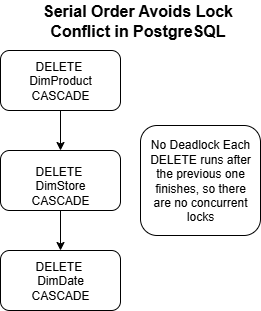 Serial Order Avoids Lock
Conflict in PostgreSQL
DELETE
DimProduct
CASCADE
DELETE
DimStore
CASCADE
DELETE
DimDate
CASCADE
No Deadlock Each
DELETE runs after
the previous one
finishes, so there
are no concurrent
locks